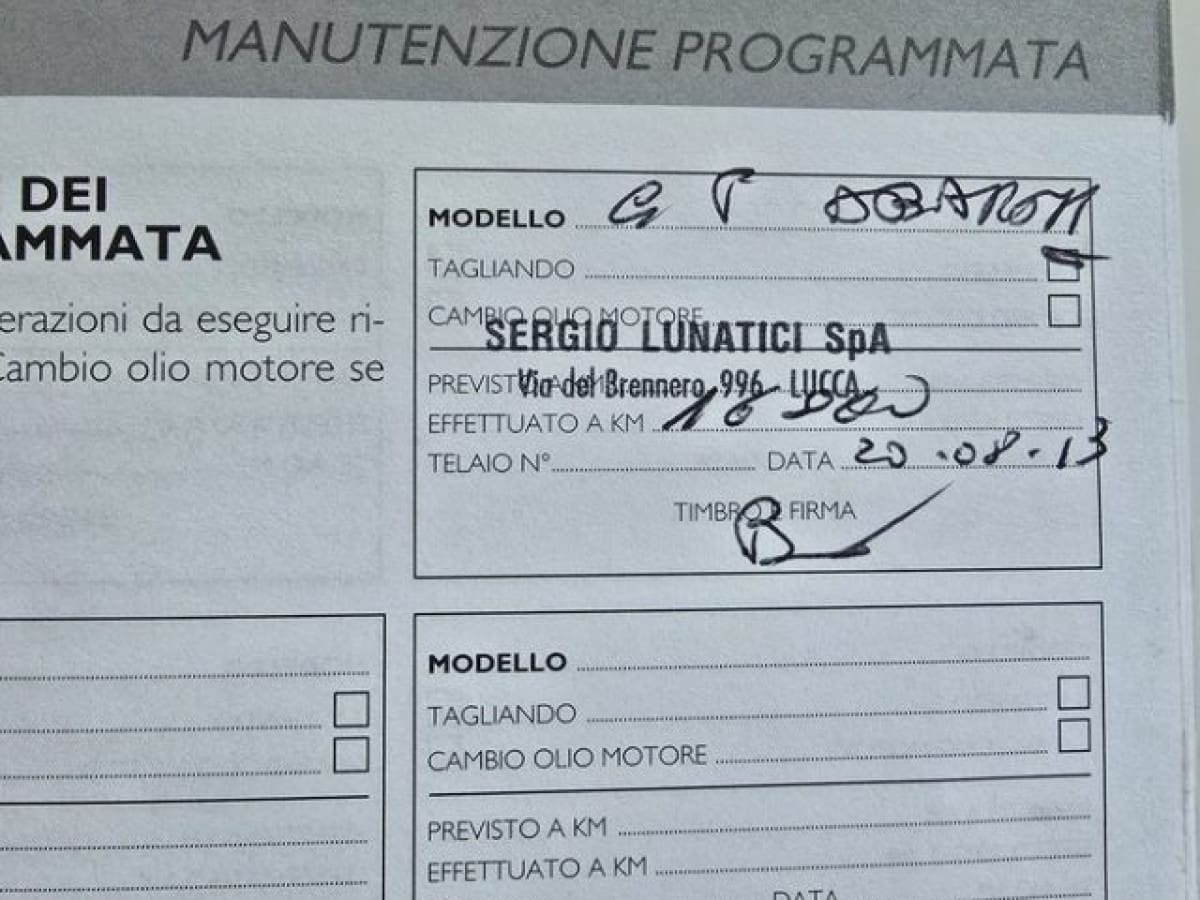 MANUTENZIONE PROGRAMMATA
DEI
AMMATA
erazioni da eseguire ri-
Cambio olio motore se
MODELLO G P ABBAROTH
TAGLIANDO
CAMBIO OLIO MOTORE
SERGIO LUNATICI SpA
PREVISTO A KM
Via del Brennero, 996 - LUCCA
EFFETTUATO A KM
TELAIO N° DATA 20.08.13
TIMBRO E FIRMA
MODELLO
TAGLIANDO
CAMBIO OLIO MOTORE
PREVISTO A KM
EFFETTUATO A KM
DATA